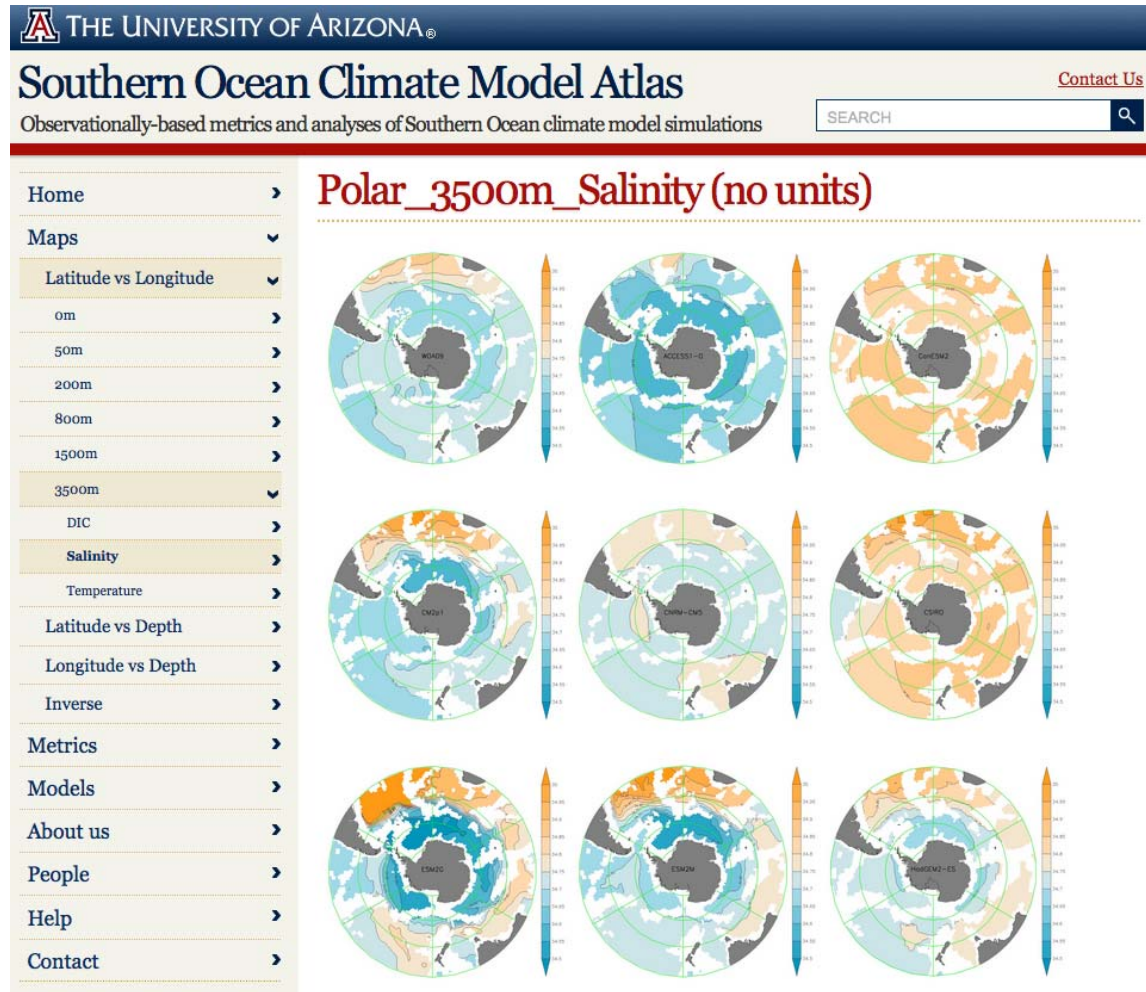 THE UNIVERSITY OF ARIZONA®
Southern Ocean Climate Model Atlas
Contact Us
Observationally-based metrics and analyses of Southern Ocean climate model simulations
SEARCH
Home
Maps
Latitude vs Longitude
0m
50m
200m
800m
1500m
3500m
DIC
Salinity
Temperature
Latitude vs Depth
Longitude vs Depth
Inverse
Metrics
Models
About us
People
Help
Contact
Polar_3500m_Salinity (no units)
WOA09
ACCESS1-0
CanESM2
CM2p1
CNRM-CM5
CSIRO
ESM2G
ESM2M
HadGEM2-ES